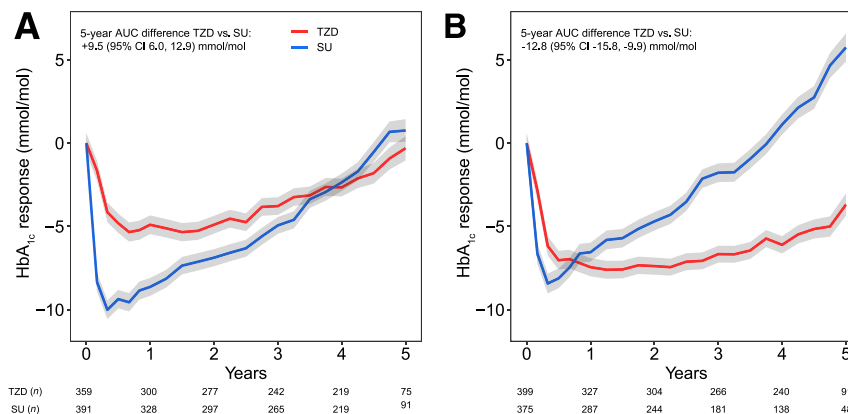 A
5-year AUC difference TZD vs. SU:
+9.5 (95% CI 6.0, 12.9) mmol/mol
TZD
SU
HbA1c response (mmol/mol)
5
0
−5
−10
0 1 2 3 4 5
Years
TZD (n) 359 300 277 242 219 75
SU (n) 391 328 297 265 219 91
B
5-year AUC difference TZD vs. SU:
-12.8 (95% CI -15.8, -9.9) mmol/mol
HbA1c response (mmol/mol)
5
0
−5
−10
0 1 2 3 4 5
Years
399 327 304 266 240
375 287 244 181 138